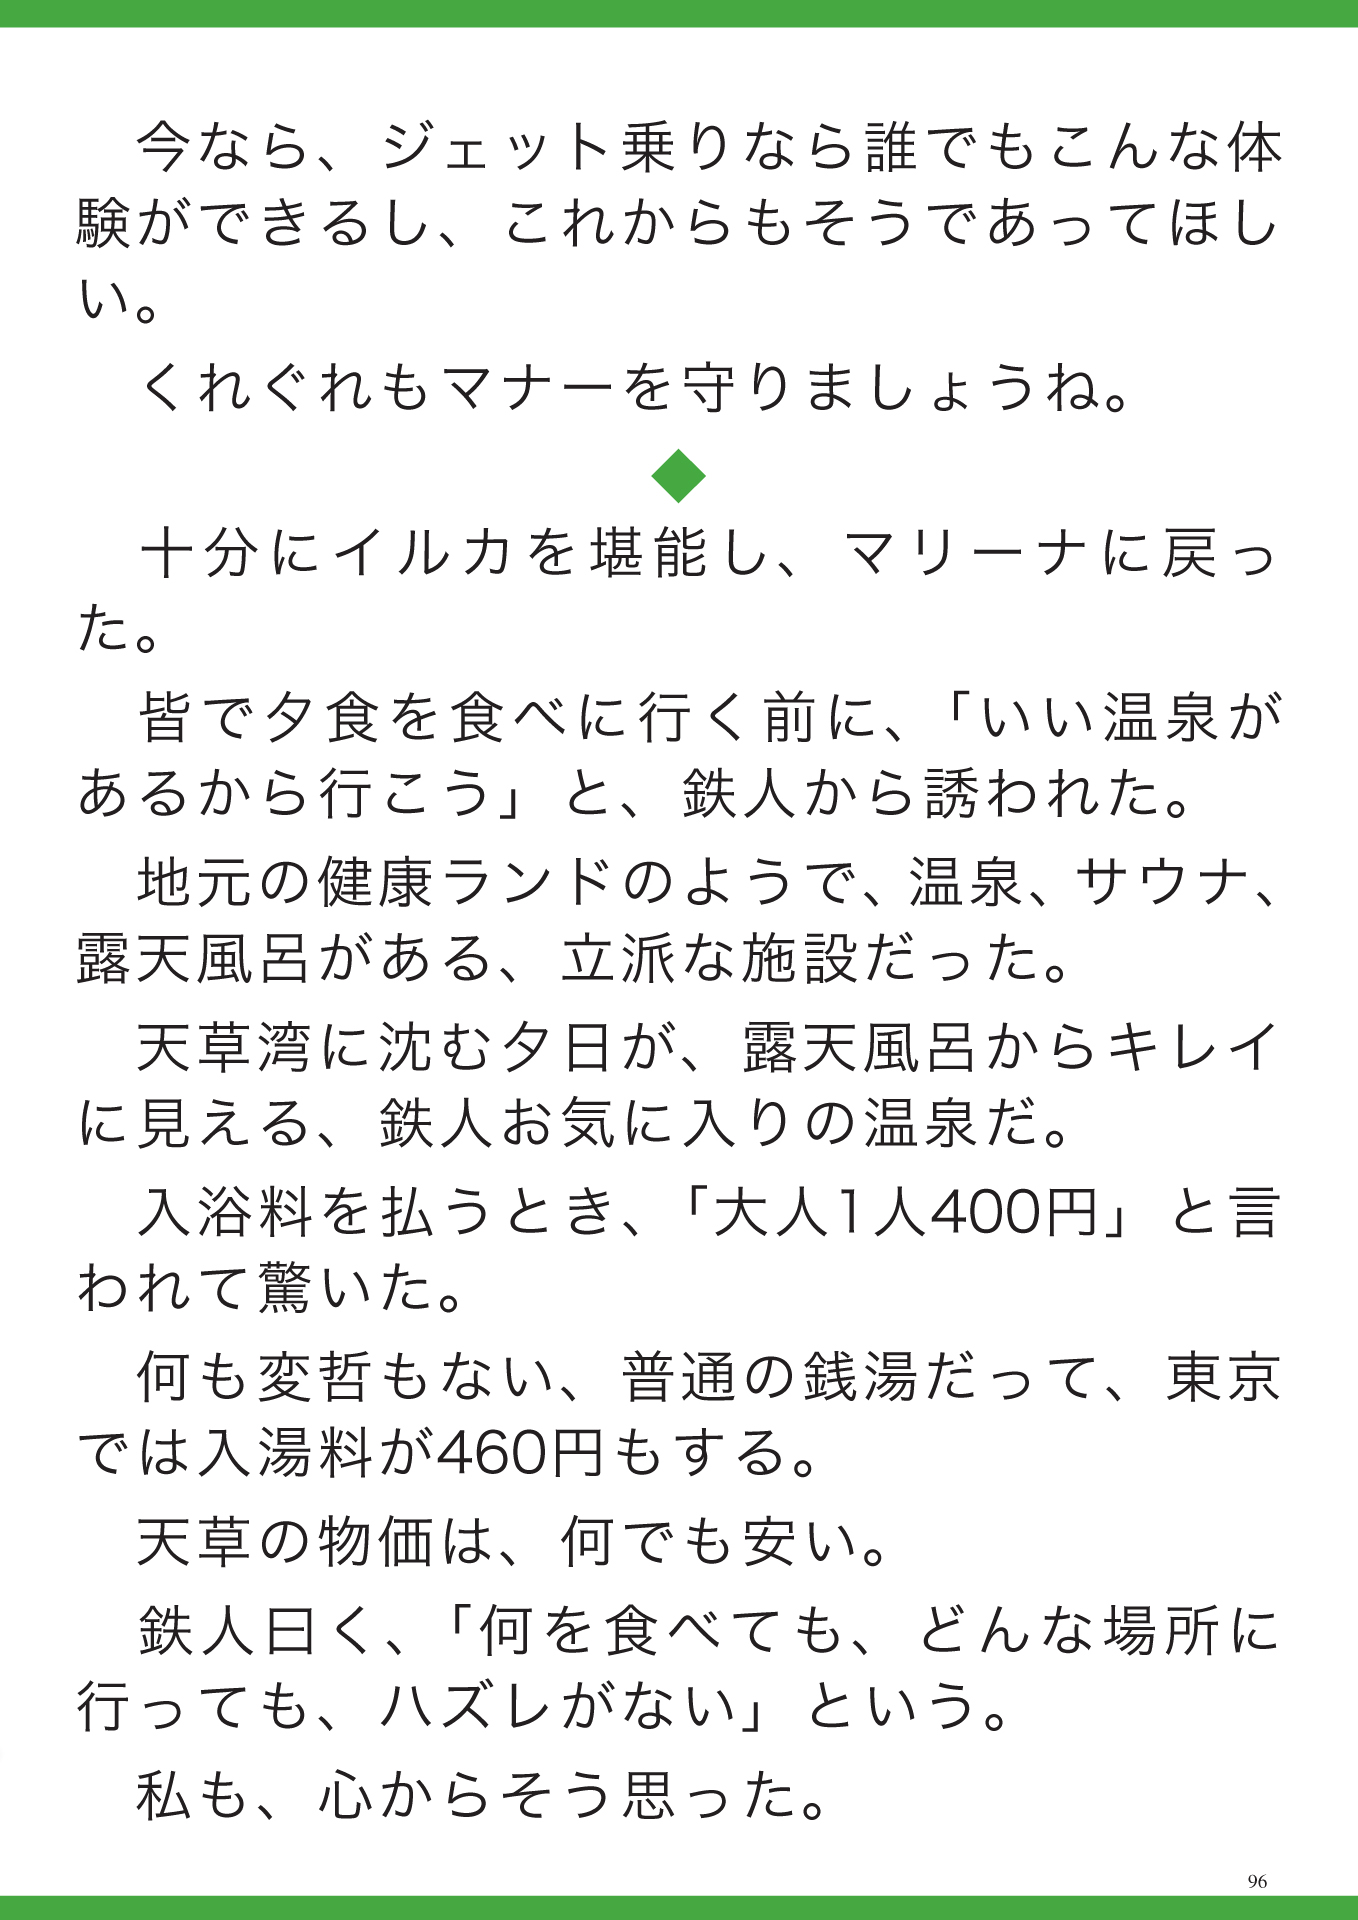 今なら、ジェット乗りなら誰でもこんな体
験ができるし、これからもそうであってほし
い。
　くれぐれもマナーを守りましょうね。
◆
　十分にイルカを堪能し、マリーナに戻っ
た。
　皆で夕食を食べに行く前に、「いい温泉が
あるから行こう」と、鉄人から誘われた。
　地元の健康ランドのようで、温泉、サウナ、
露天風呂がある、立派な施設だった。
　天草湾に沈む夕日が、露天風呂からキレイ
に見える、鉄人お気に入りの温泉だ。
　入浴料を払うとき、「大人1人400円」と言
われて驚いた。
　何も変哲もない、普通の銭湯だって、東京
では入湯料が460円もする。
　天草の物価は、何でも安い。
　鉄人曰く、「何を食べても、どんな場所に
行っても、ハズレがない」という。
　私も、心からそう思った。
96